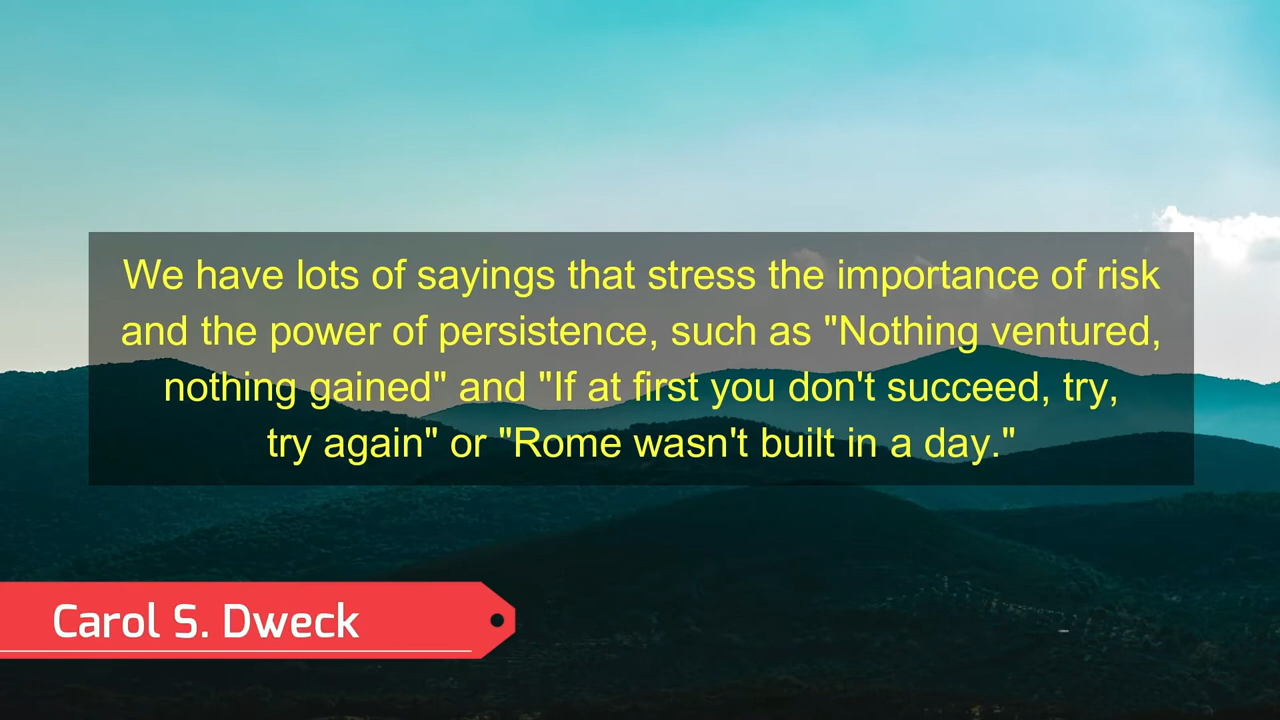 We have lots of sayings that stress the importance of risk
and the power of persistence, such as "Nothing ventured,
nothing gained" and "If at first you don't succeed, try,
try again" or "Rome wasn't built in a day."
Carol S. Dweck